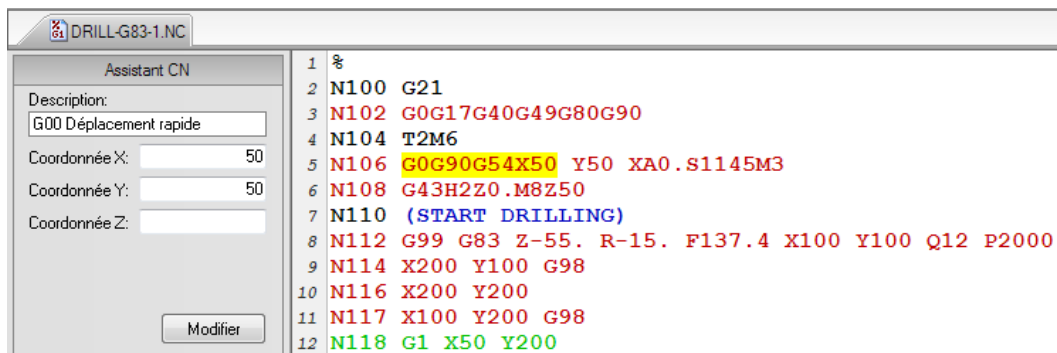 DRILL-G83-1.NC
Assistant CN
Description:
G00 Déplacement rapide
Coordonnée X: 50
Coordonnée Y: 50
Coordonnée Z:
Modifier
1 %
2 N100 G21
3 N102 G0G17G40G49G80G90
4 N104 T2M6
5 N106 G0G90G54X50 Y50 XA0.S1145M3
6 N108 G43H2Z0.M8Z50
7 N110 (START DRILLING)
8 N112 G99 G83 Z-55. R-15. F137.4 X100 Y100 Q12 P2000
9 N114 X200 Y100 G98
10 N116 X200 Y200
11 N117 X100 Y200 G98
12 N118 G1 X50 Y200